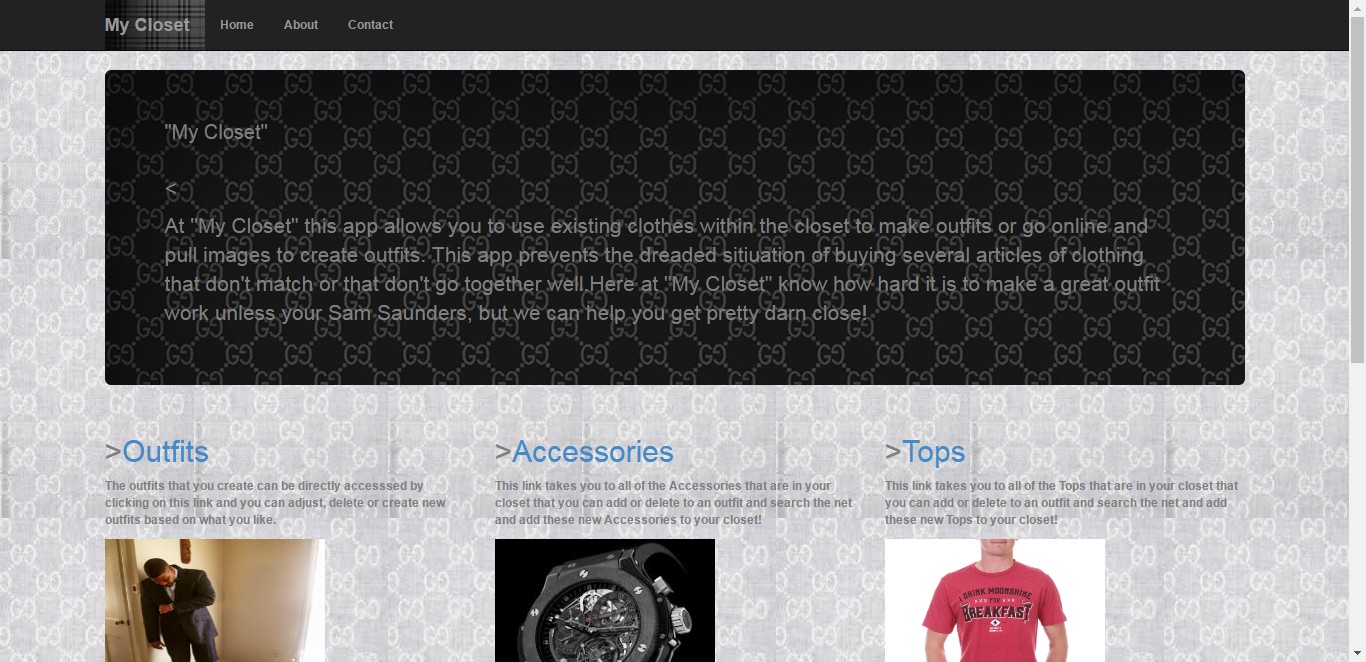 My Closet Home About Contact
"My Closet"
<
At "My Closet" this app allows you to use existing clothes within the closet to make outfits or go online and
pull images to create outfits. This app prevents the dreaded sitiuation of buying several articles of clothing
that don't match or that don't go together well.Here at "My Closet" know how hard it is to make a great outfit
work unless your Sam Saunders, but we can help you get pretty darn close!
>Outfits
The outfits that you create can be directly accesssed by
clicking on this link and you can adjust, delete or create new
outfits based on what you like.
>Accessories
This link takes you to all of the Accessories that are in your
closet that you can add or delete to an outfit and search the net
and add these new Accessories to your closet!
>Tops
This link takes you to all of the Tops that are in your closet that
you can add or delete to an outfit and search the net and add
these new Tops to your closet!
I DRINK MOONSHINE
FOR
BREAKFAST